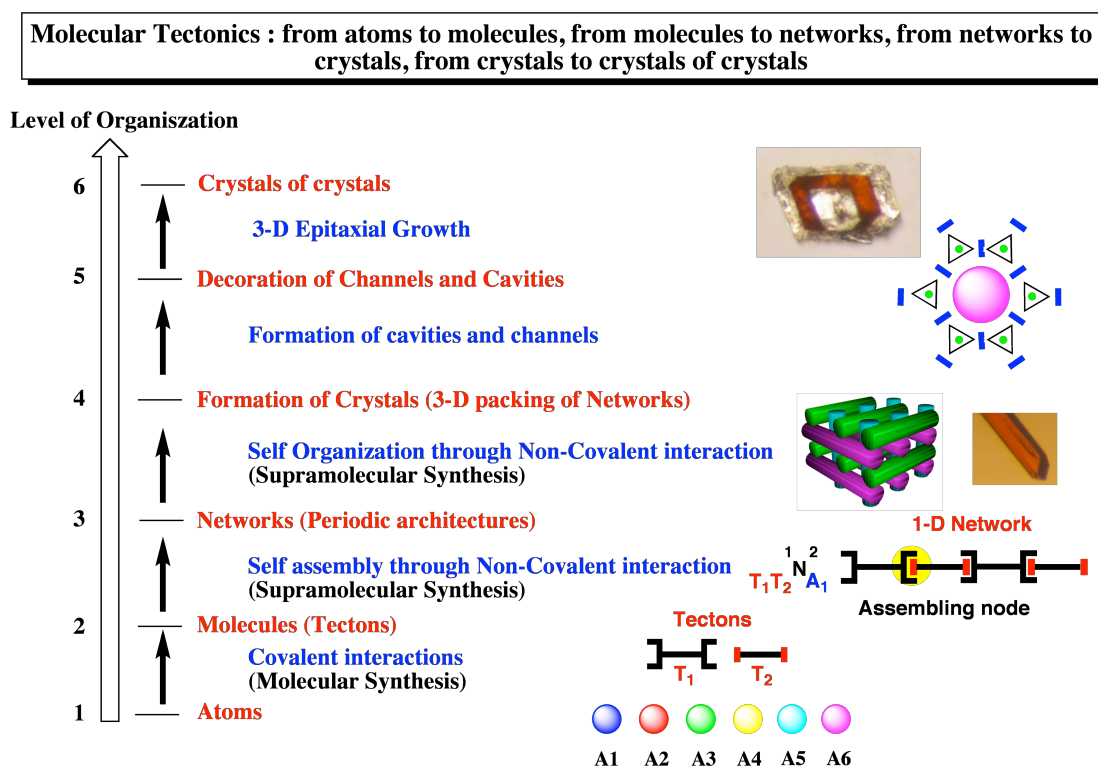 Molecular Tectonics : from atoms to molecules, from molecules to networks, from networks to
crystals, from crystals to crystals of crystals
Level of Organiszation
6
Crystals of crystals
3-D Epitaxial Growth
5
Decoration of Channels and Cavities
Formation of cavities and channels
4
Formation of Crystals (3-D packing of Networks)
Self Organization through Non-Covalent interaction
(Supramolecular Synthesis)
3
Networks (Periodic architectures)
1-D Network
Self assembly through Non-Covalent interaction
(Supramolecular Synthesis)
1 2
N
T1T2 A1
Assembling node
2
Molecules (Tectons)
Tectons
Covalent interactions
(Molecular Synthesis)
T1 T2
1
Atoms
A1 A2 A3 A4 A5 A6